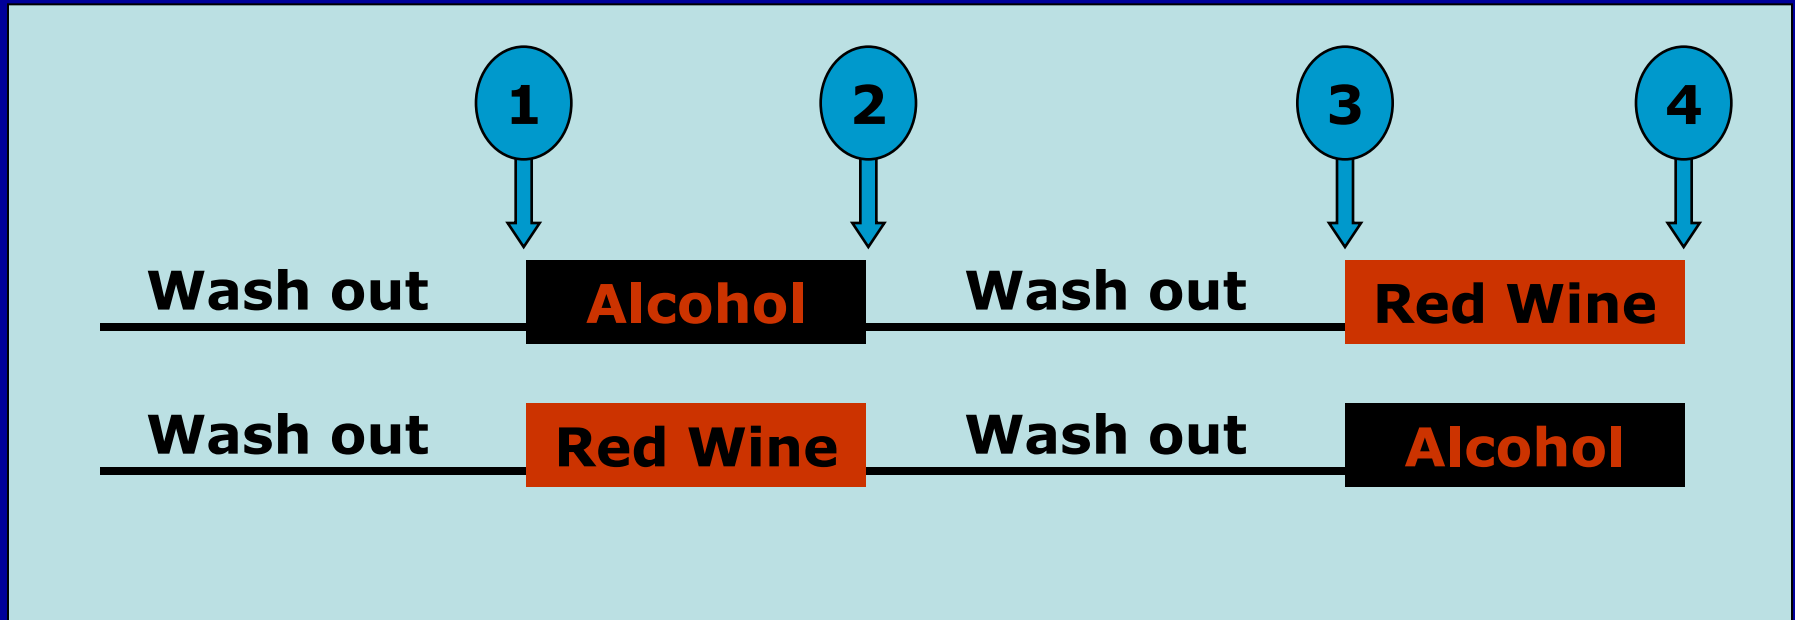 1 2 3 4
Wash out Alcohol Wash out Red Wine
Wash out Red Wine Wash out Alcohol